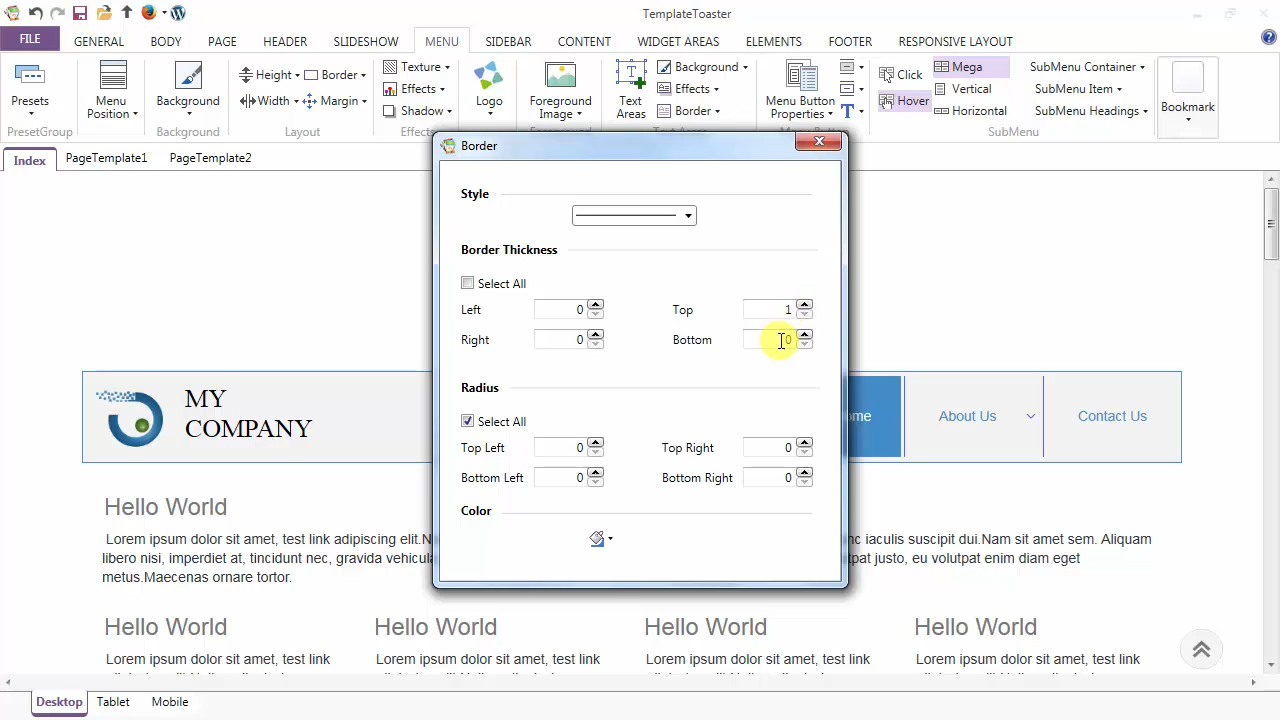 TemplateToaster
FILE GENERAL BODY PAGE HEADER SLIDESHOW MENU SIDEBAR CONTENT WIDGET AREAS ELEMENTS FOOTER RESPONSIVE LAYOUT
Presets
PresetGroup
Menu
Position
Background
Background
Height Border
Width Margin
Layout
Texture
Effects
Shadow
Effects
Logo
Foreground
Image
Text
Areas
Background
Effects
Border
Menu Button
Properties
Click
Hover
Mega
Vertical
Horizontal
SubMenu Container
SubMenu Item
SubMenu Headings
SubMenu
Bookmark
Index PageTemplate1 PageTemplate2
Border
Style
Border Thickness
Select All
Left 0 Top 1
Right 0 Bottom 0
Radius
Select All
Top Left 0 Top Right 0
Bottom Left 0 Bottom Right 0
Color
MY
COMPANY
About Us Contact Us
Hello World
Lorem ipsum dolor sit amet, test link adipiscing elit.N
iaculis suscipit dui.Nam sit amet sem. Aliquam
libero nisi, imperdiet at, tincidunt nec, gravida vehicula
putpat justo, eu volutpat enim diam eget
metus.Maecenas ornare tortor.
Hello World Hello World Hello World Hello World
Lorem ipsum dolor sit amet, test link Lorem ipsum dolor sit amet, test link Lorem ipsum dolor sit amet, test link Lorem ipsum dolor sit amet, test link
Desktop Tablet Mobile